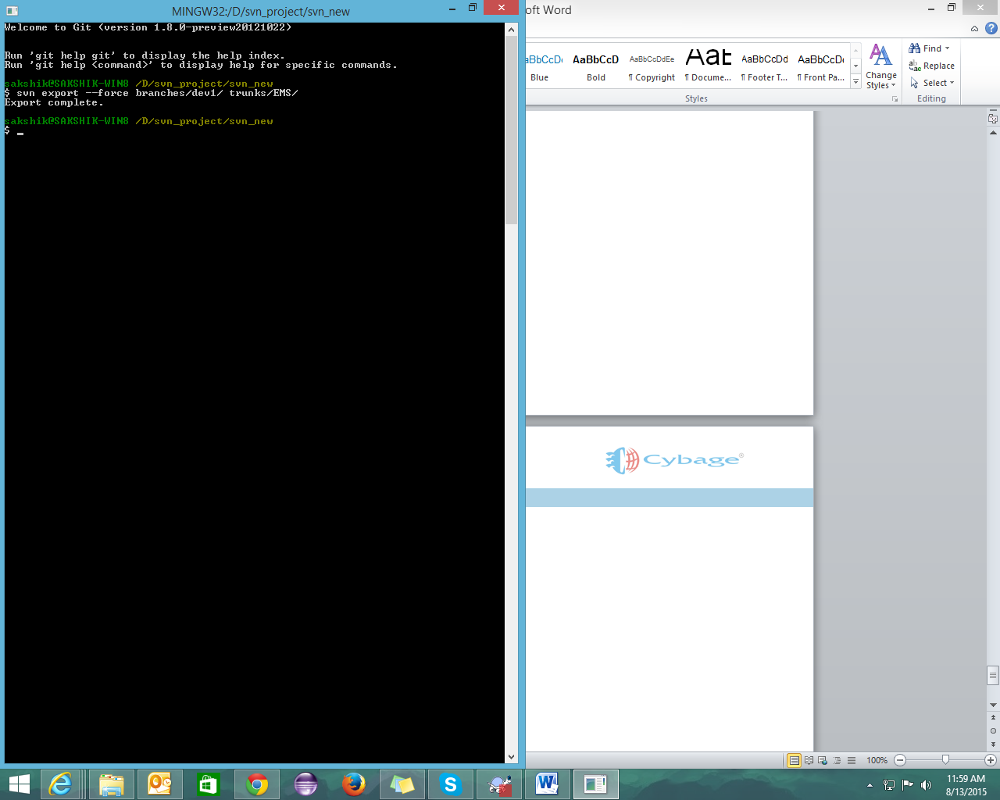 MINGW32:/D/svn_project/svn_new
Welcome to Git (version 1.8.0-preview20121022)
Run 'git help git' to display the help index.
Run 'git help <command>' to display help for specific commands.
sakshik@SAKSHIK-WIN8 /D/svn_project/svn_new
$ svn export --force branches/dev1/ trunks/EMS/
Export complete.
sakshik@SAKSHIK-WIN8 /D/svn_project/svn_new
$
oft Word
AaBbCcD AaBbCcDdEe AaB AaBbCcDd AaBbCcDc
Blue Bold ¶ Copyright ¶ Docume... ¶ Footer T... ¶ Front Pa...
Change Styles
Styles
Find
Replace
Select
Editing
Cybage®
100%
11:59 AM
8/13/2015